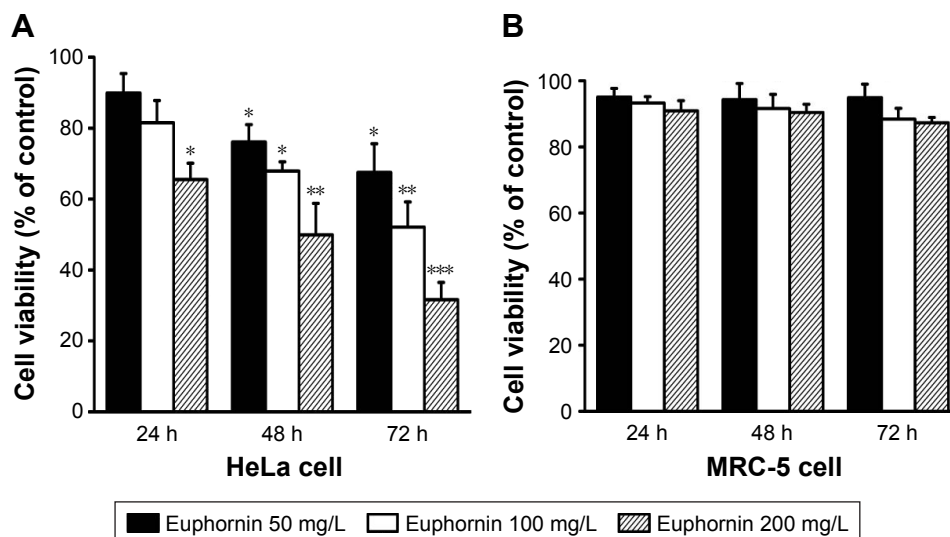 A
Cell viability (% of control)
100
80
60
40
20
0
*
*
*
**
*
**
***
24 h 48 h 72 h
HeLa cell
B
Cell viability (% of control)
100
80
60
40
20
0
24 h 48 h 72 h
MRC-5 cell
Euphornin 50 mg/L Euphornin 100 mg/L Euphornin 200 mg/L